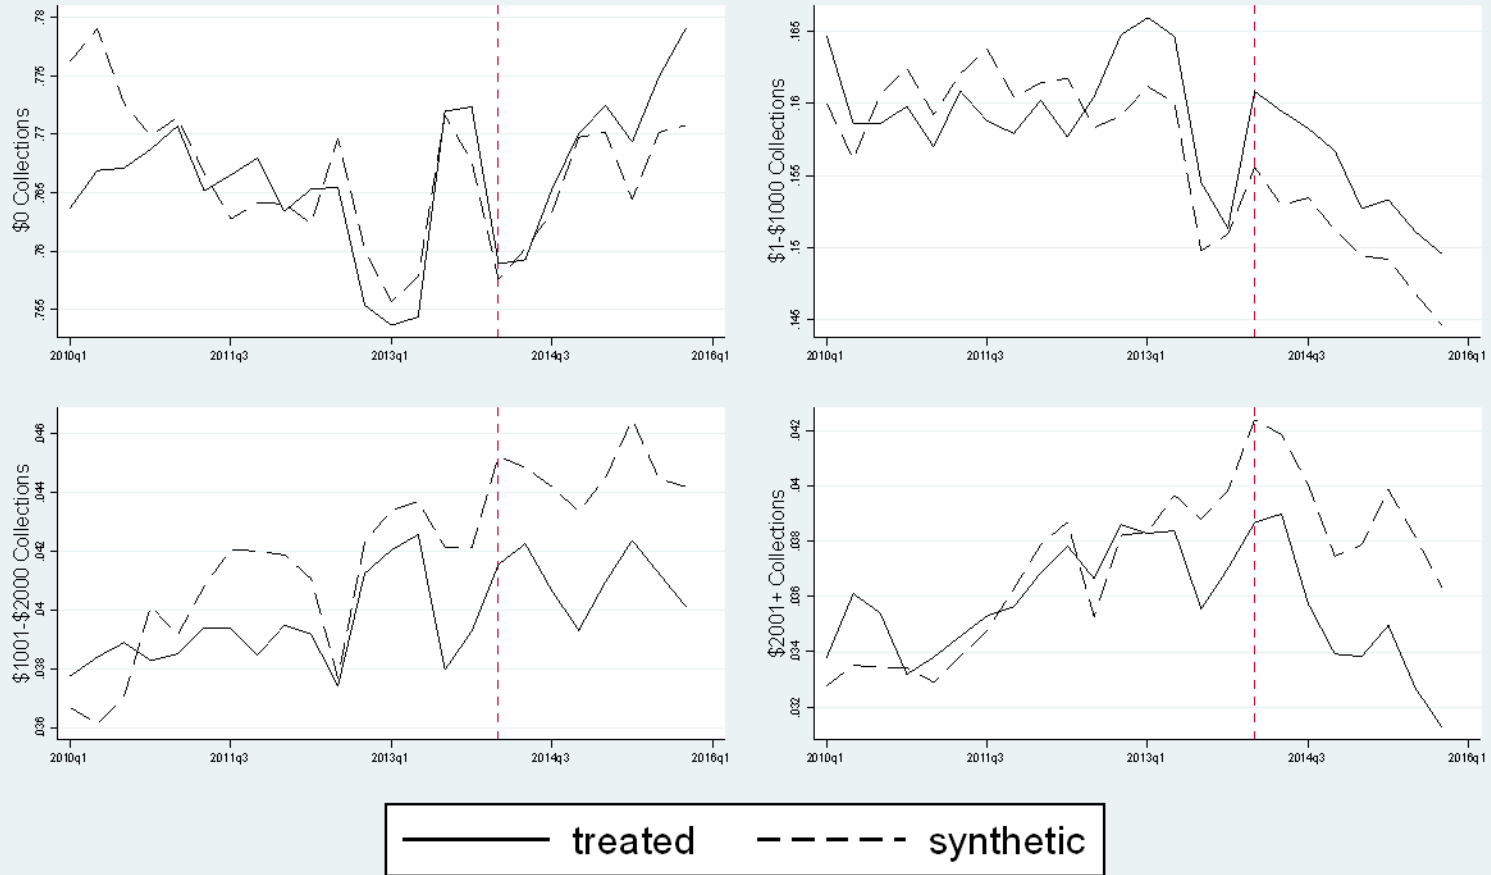 $0 Collections
.78
.775
.77
.765
.76
.755
2010q1 2011q3 2013q1 2014q3 2016q1
$1-$1000 Collections
.165
.16
.155
.15
.145
2010q1 2011q3 2013q1 2014q3 2016q1
$1001-$2000 Collections
.046
.044
.042
.04
.038
.036
2010q1 2011q3 2013q1 2014q3 2016q1
$2001+ Collections
.042
.04
.038
.036
.034
.032
2010q1 2011q3 2013q1 2014q3 2016q1
treated synthetic